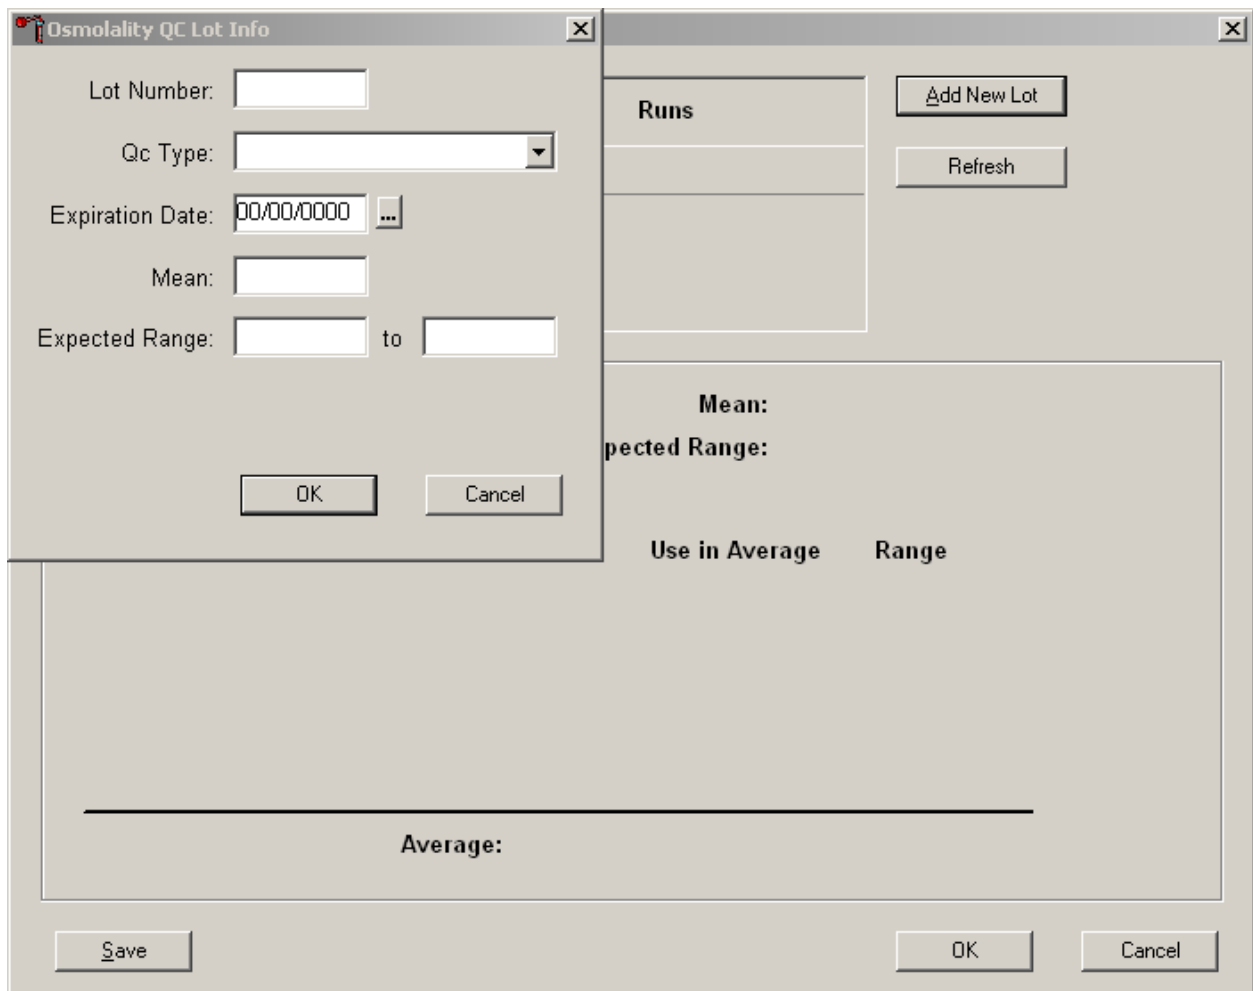 Osmolality QC Lot Info
Lot Number:
Qc Type:
Expiration Date: 00/00/0000 ...
Mean:
Expected Range: to
OK Cancel
Runs
Add New Lot
Refresh
Mean:
pected Range:
Use in Average Range
Average:
Save OK Cancel